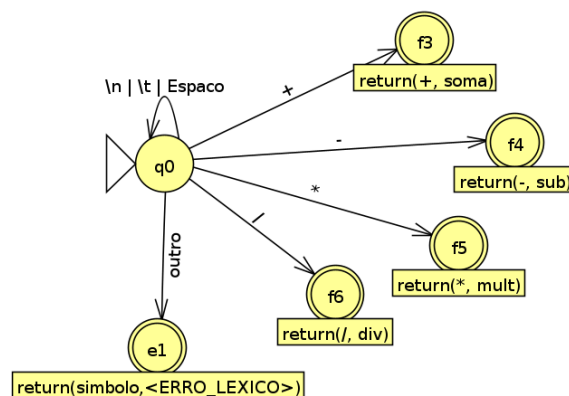 f3
return(+, soma)
\n | \t | Espaco
+
-
f4
return(-, sub)
q0
*
f5
return(*, mult)
/
f6
return(/, div)
outro
e1
return(simbolo,<ERRO_LEXICO>)